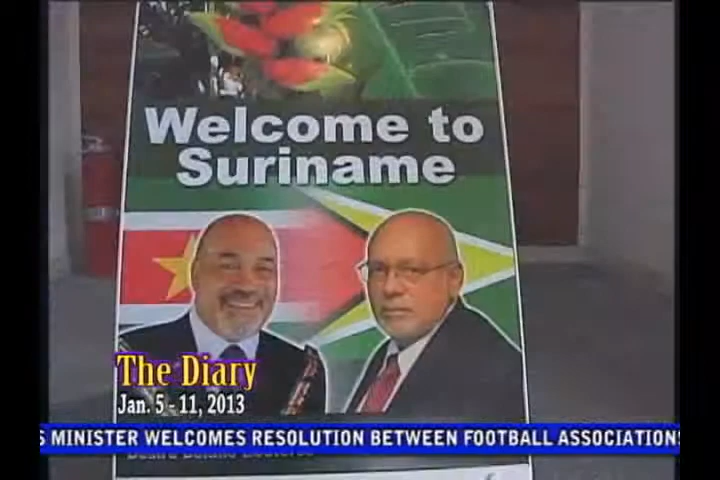 Welcome to
Suriname
The Diary
Jan. 5 - 11, 2013
S MINISTER WELCOMES RESOLUTION BETWEEN FOOTBALL ASSOCIATIONS